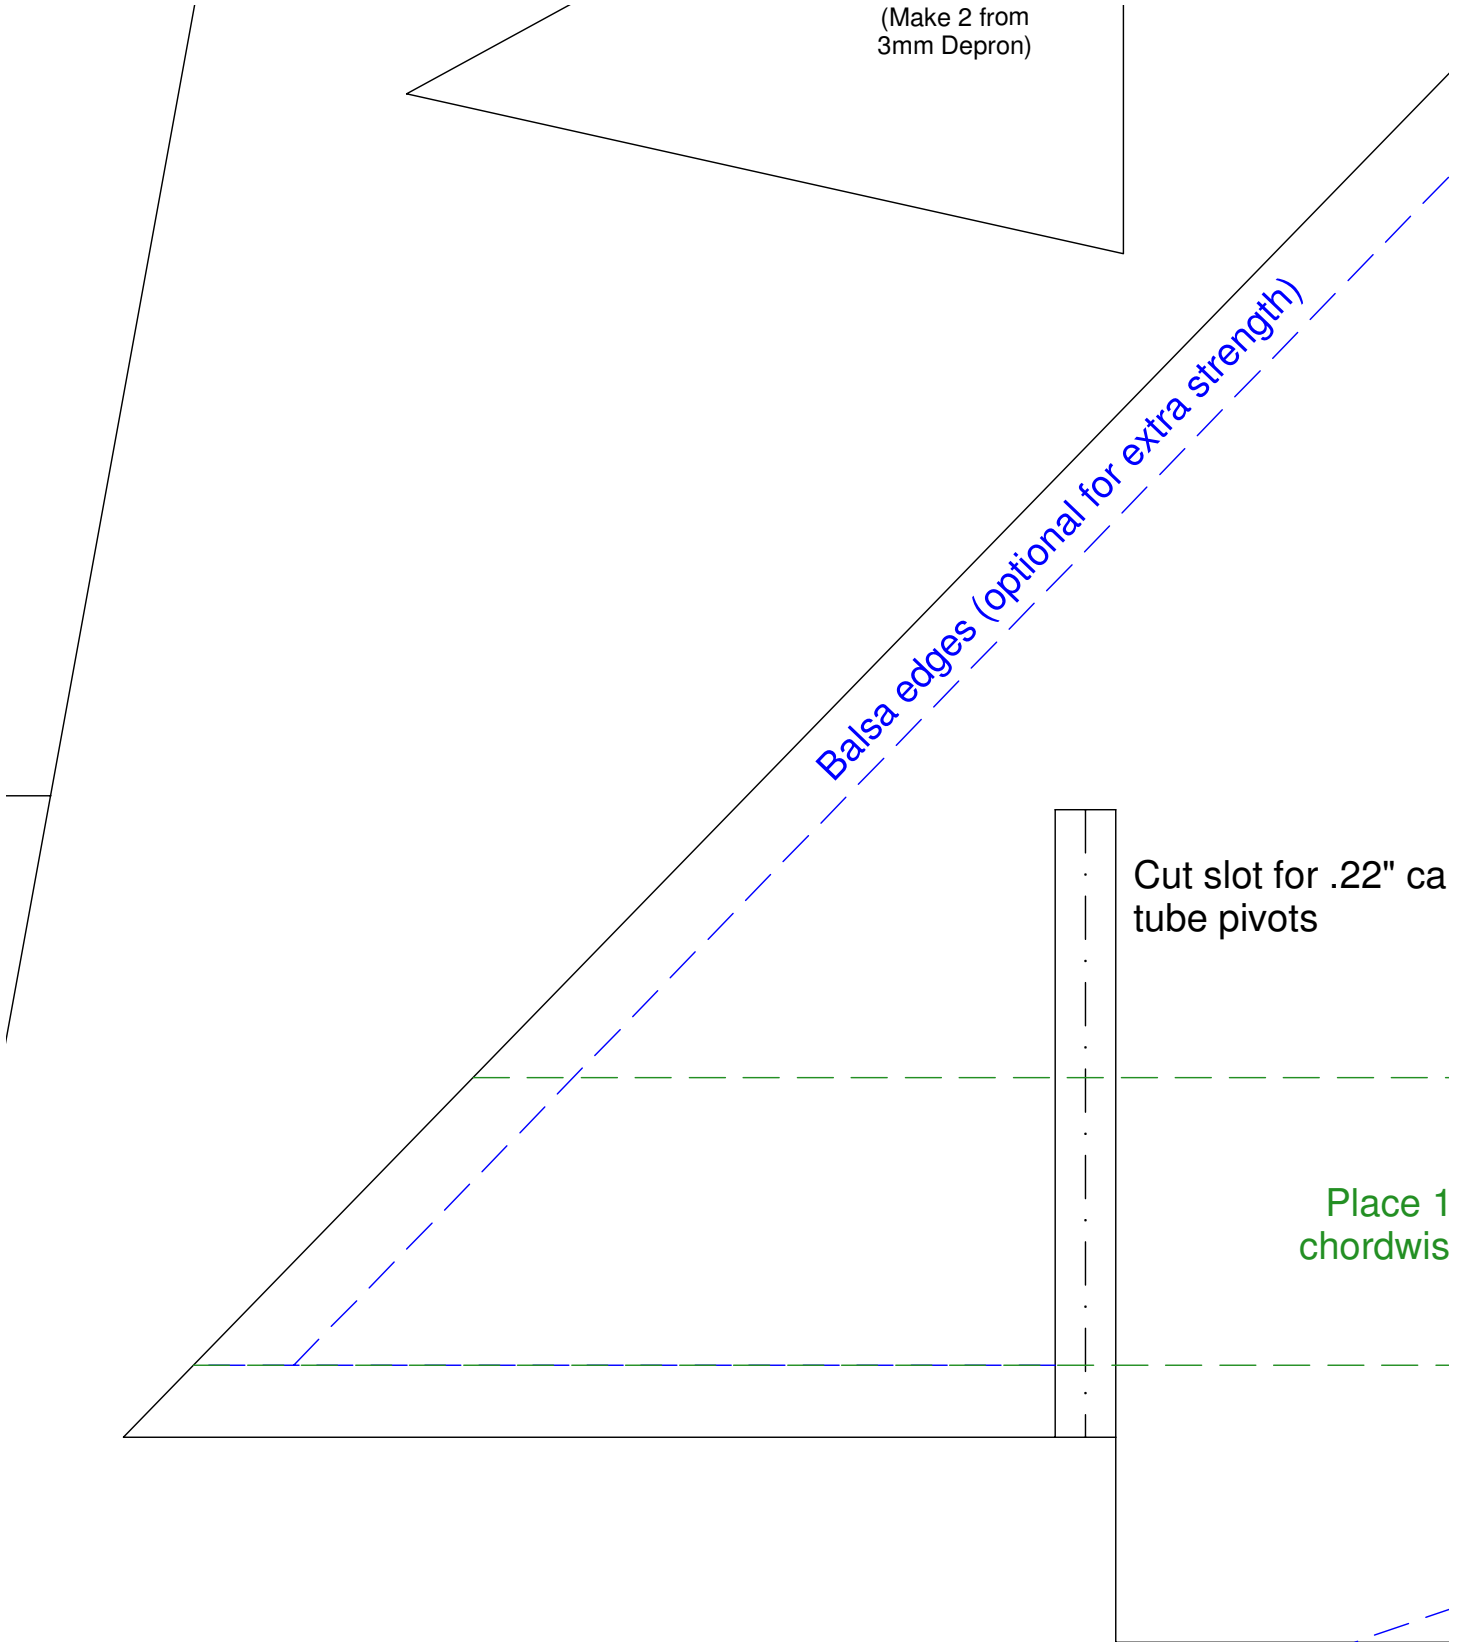 (Make 2 from
3mm Depron)
Balsa edges (optional for extra strength)
Cut slot for .22" ca
tube pivots
Place 1
chordwis